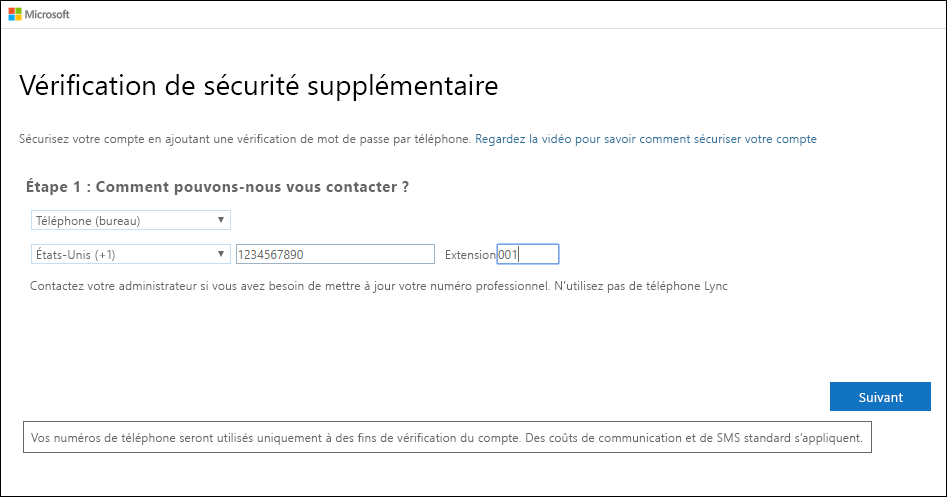 Microsoft
Vérification de sécurité supplémentaire
Sécurisez votre compte en ajoutant une vérification de mot de passe par téléphone. Regardez la vidéo pour savoir comment sécuriser votre compte
Étape 1 : Comment pouvons-nous vous contacter ?
Téléphone (bureau)
États-Unis (+1) 1234567890 Extension 001
Contactez votre administrateur si vous avez besoin de mettre à jour votre numéro professionnel. N'utilisez pas de téléphone Lync
Suivant
Vos numéros de téléphone seront utilisés uniquement à des fins de vérification du compte. Des coûts de communication et de SMS standard s'appliquent.